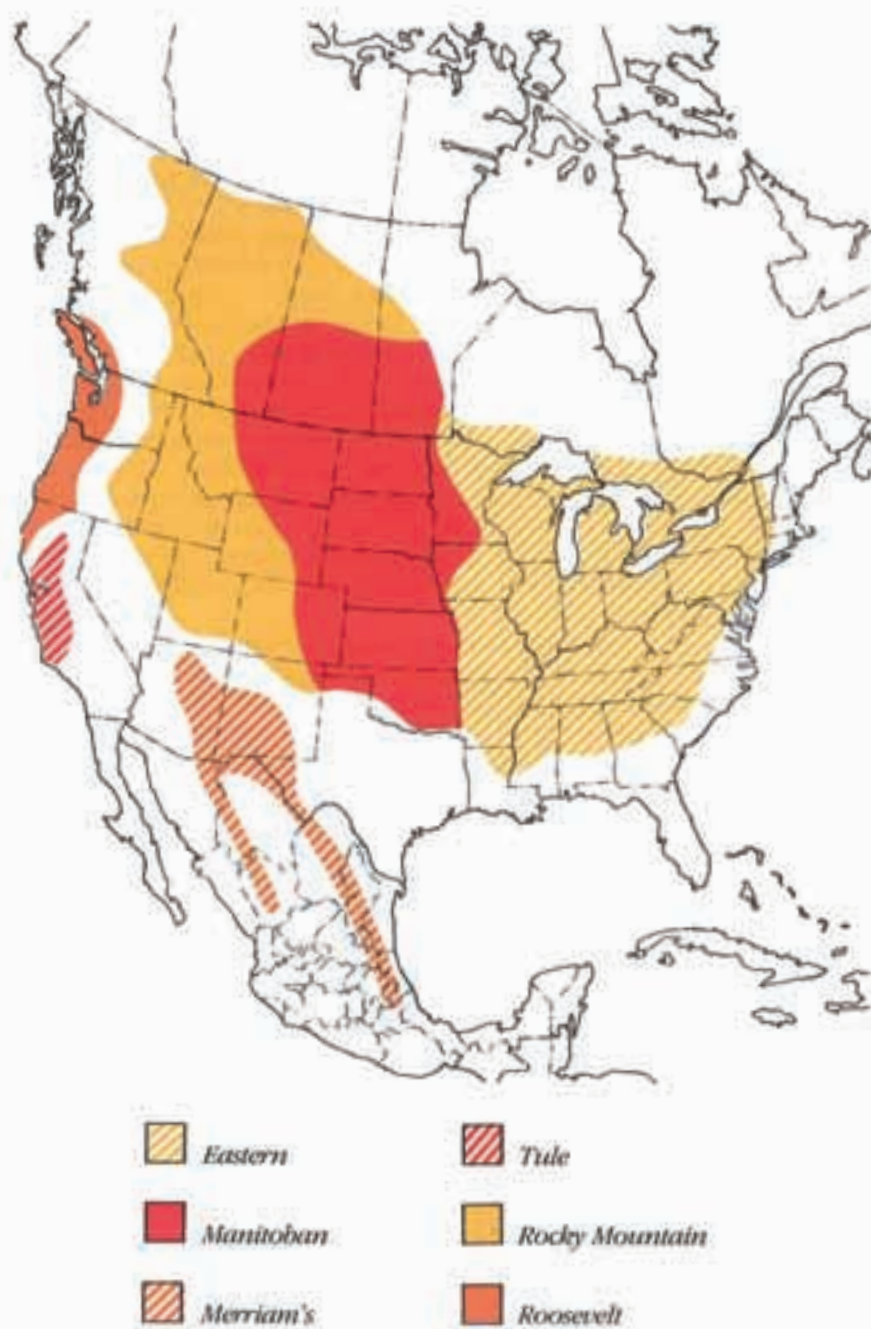 Eastern
Tule
Manitoban
Rocky Mountain
Merriam's
Roosevelt